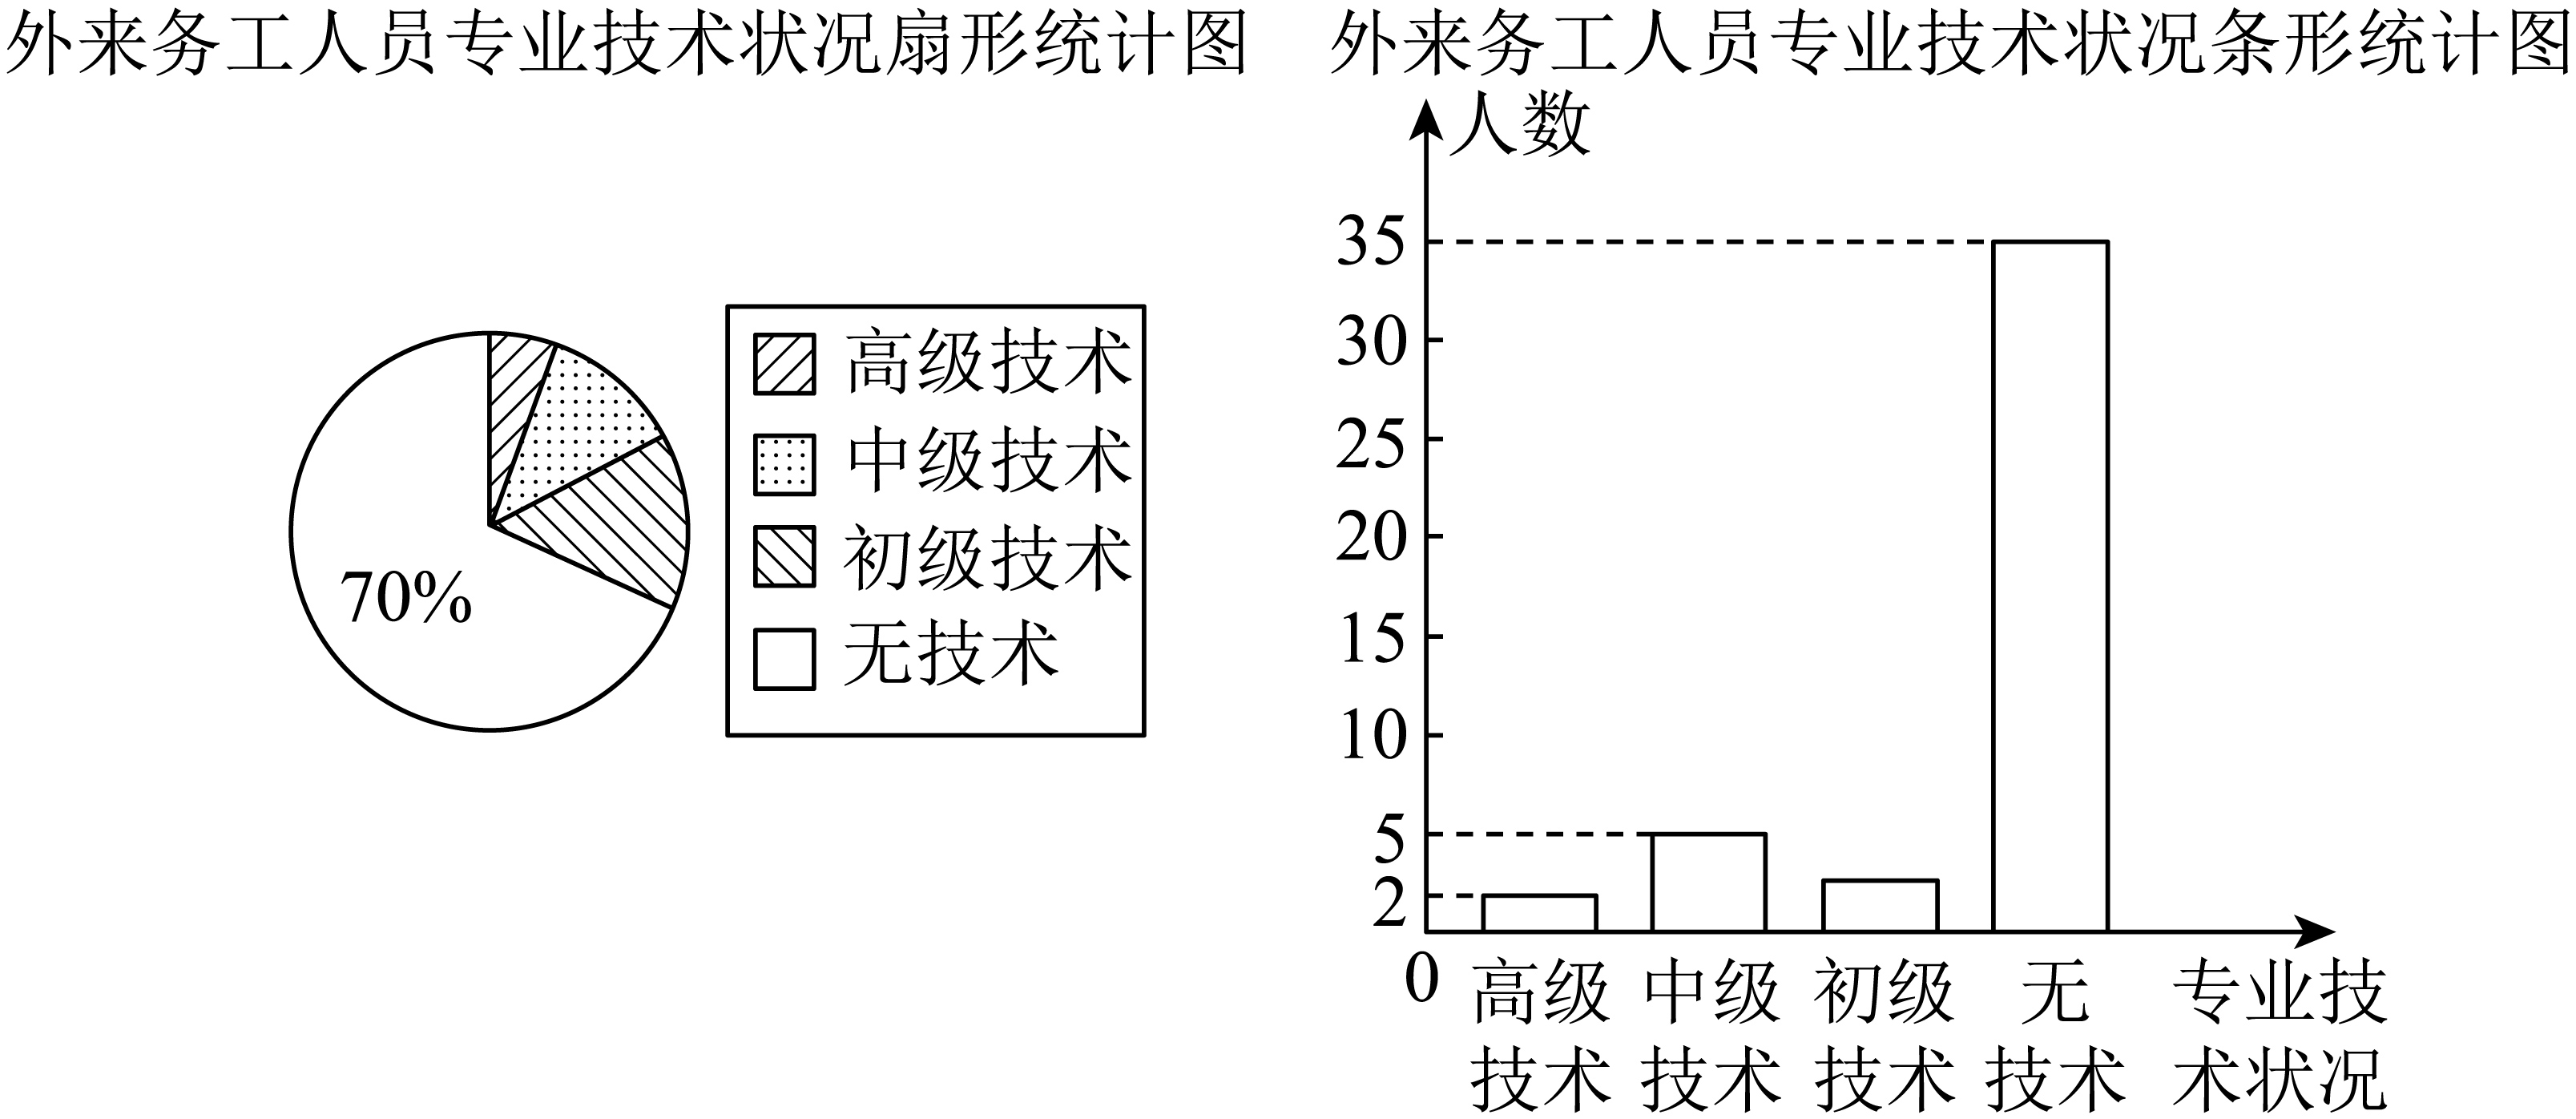 外来务工人员专业技术状况扇形统计图
70%
高级技术
中级技术
初级技术
无技术
外来务工人员专业技术状况条形统计图
人数
35
30
25
20
15
10
5
2
0
高级技术
中级技术
初级技术
无技术
专业技术状况